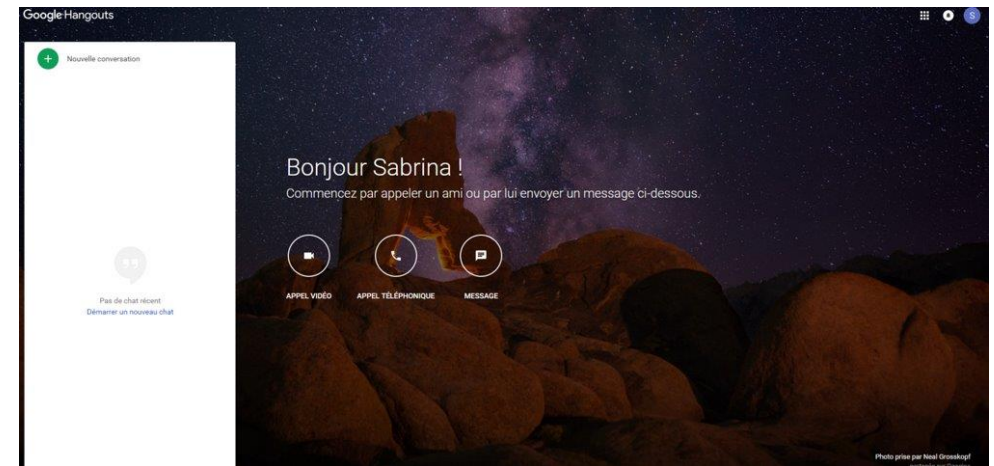 Google Hangouts
S
Nouvelle conversation
Bonjour Sabrina !
Commencez par appeler un ami ou par lui envoyer un message ci-dessous.
APPEL VIDÉO
APPEL TÉLÉPHONIQUE
MESSAGE
Pas de chat récent
Démarrer un nouveau chat
Photo prise par Neal Grosskopf